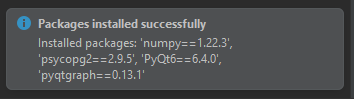 Packages installed successfully
Installed packages: 'numpy==1.22.3',
'psycopg2==2.9.5', 'PyQt6==6.4.0',
'pyqtgraph==0.13.1'